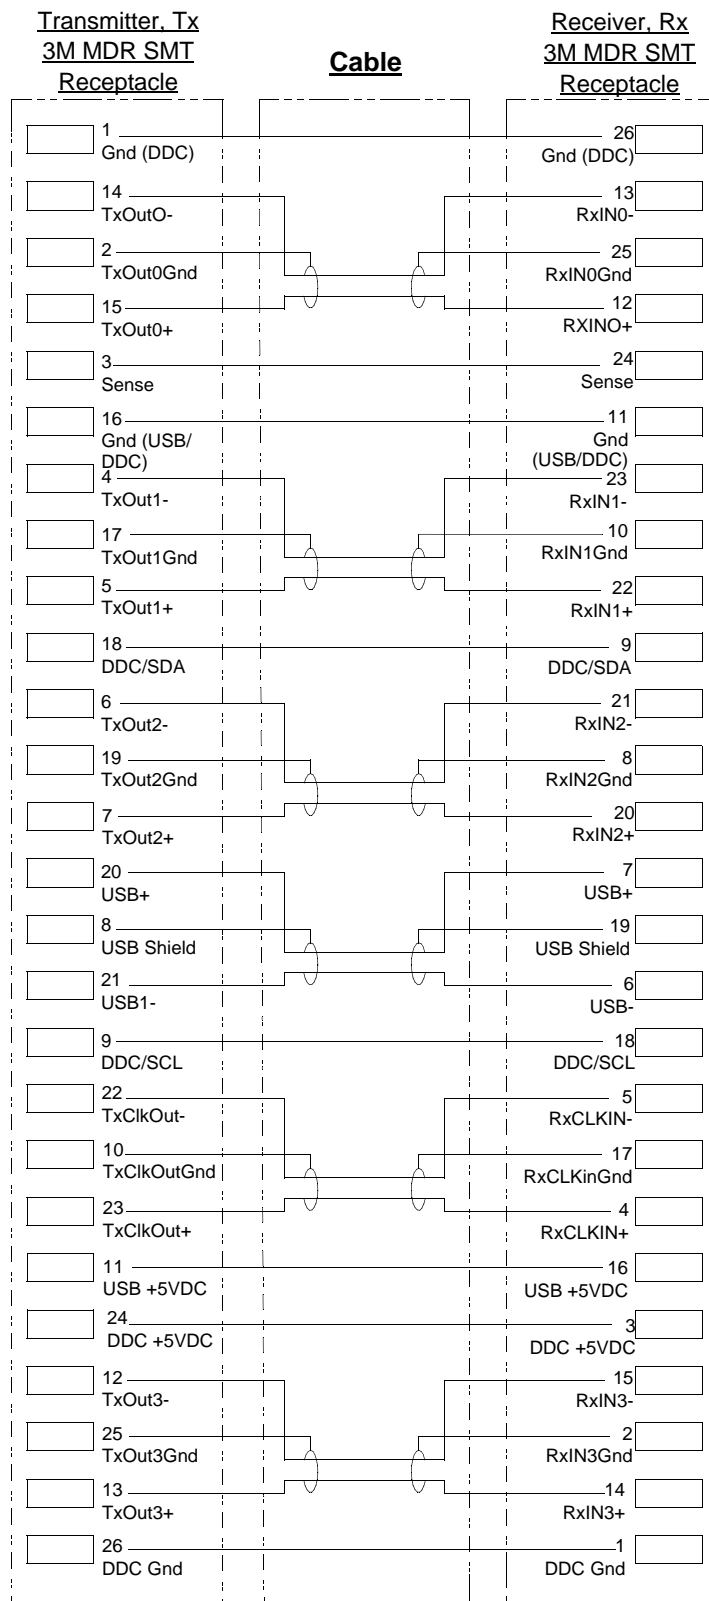 Transmitter, Tx
3M MDR SMT
Receptacle
Cable
Receiver, Rx
3M MDR SMT
Receptacle
1
Gnd (DDC)
26
Gnd (DDC)
14
TxOutO-
13
RxIN0-
2
TxOut0Gnd
25
RxIN0Gnd
15
TxOut0+
12
RXINO+
3
Sense
24
Sense
16
Gnd (USB/
DDC)
11
Gnd
(USB/DDC)
4
TxOut1-
23
RxIN1-
17
TxOut1Gnd
10
RxIN1Gnd
5
TxOut1+
22
RxIN1+
18
DDC/SDA
9
DDC/SDA
6
TxOut2-
21
RxIN2-
19
TxOut2Gnd
8
RxIN2Gnd
7
TxOut2+
20
RxIN2+
20
USB+
7
USB+
8
USB Shield
19
USB Shield
21
USB1-
6
USB-
9
DDC/SCL
18
DDC/SCL
22
TxClkOut-
5
RxCLKIN-
10
TxClkOutGnd
17
RxCLKinGnd
23
TxClkOut+
4
RxCLKIN+
11
USB +5VDC
16
USB +5VDC
24
DDC +5VDC
3
DDC +5VDC
12
TxOut3-
15
RxIN3-
25
TxOut3Gnd
2
RxIN3Gnd
13
TxOut3+
14
RxIN3+
26
DDC Gnd
1
DDC Gnd